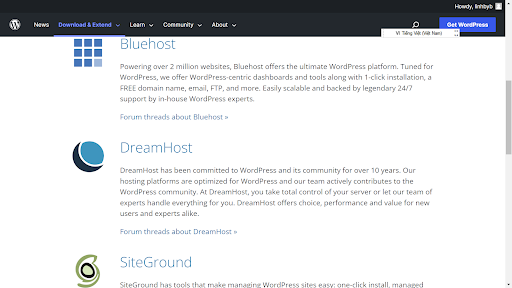 Howdy, linhbyb
News Download & Extend Learn Community About Get WordPress
VI Tiếng Việt (Việt Nam)
Bluehost
Powering over 2 million websites, Bluehost offers the ultimate WordPress platform. Tuned for
WordPress, we offer WordPress-centric dashboards and tools along with 1-click installation, a
FREE domain name, email, FTP, and more. Easily scalable and backed by legendary 24/7
support by in-house WordPress experts.
Forum threads about Bluehost »
DreamHost
DreamHost has been committed to WordPress and its community for over 10 years. Our
hosting platforms are optimized for WordPress and our team actively contributes to the
WordPress community. At DreamHost, you take total control of your server or let our team of
experts handle everything for you. DreamHost offers choice, performance and value for new
users and experts alike.
Forum threads about DreamHost »
SiteGround
SiteGround has tools that make managing WordPress sites easy: one-click install, managed